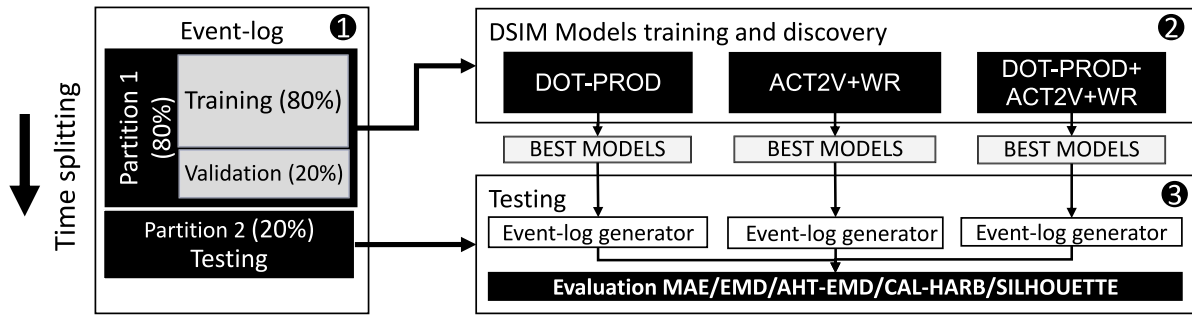 Time splitting
Event-log
❶
Partition 1
(80%)
Training (80%)
Validation (20%)
Partition 2 (20%)
Testing
DSIM Models training and discovery
❷
DOT-PROD
ACT2V+WR
DOT-PROD+
ACT2V+WR
BEST MODELS
BEST MODELS
BEST MODELS
Testing
❸
Event-log generator
Event-log generator
Event-log generator
Evaluation MAE/EMD/AHT-EMD/CAL-HARB/SILHOUETTE